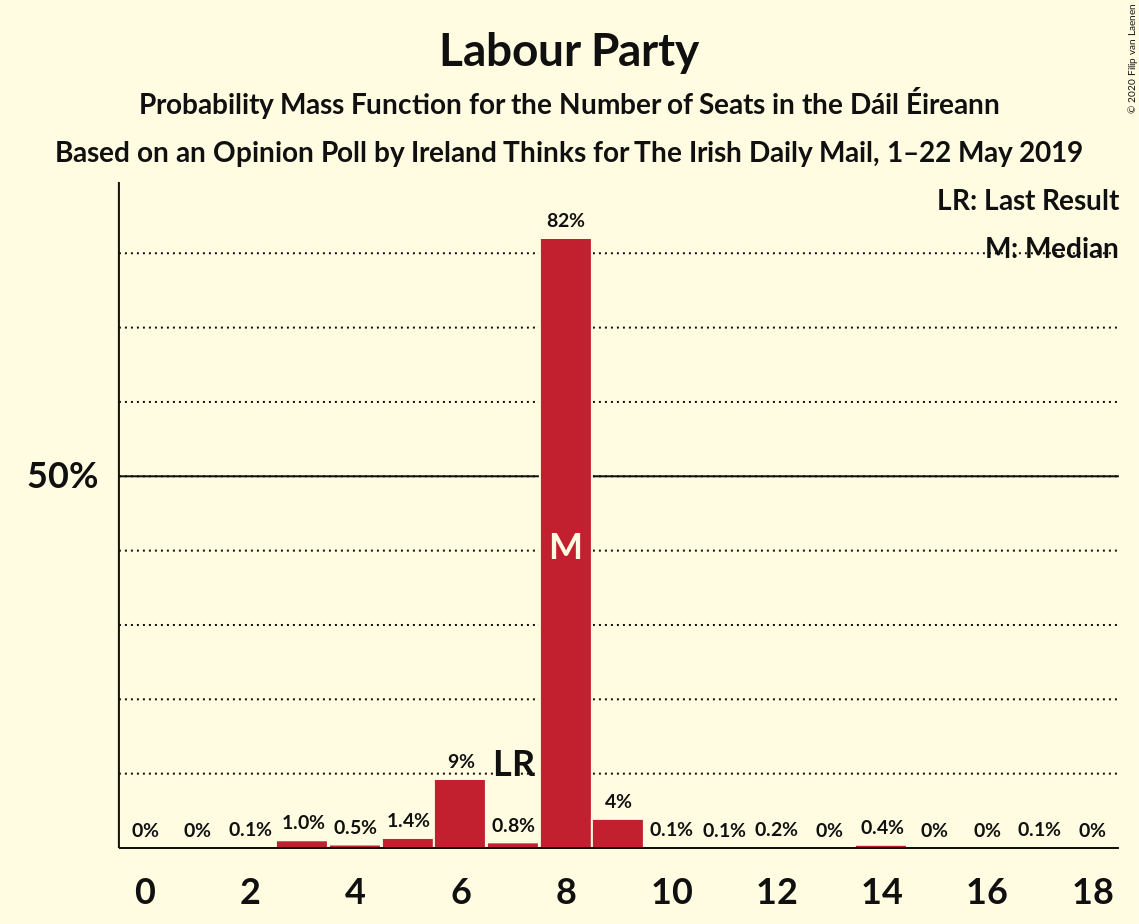 Labour Party
Probability Mass Function for the Number of Seats in the Dáil Éireann
Based on an Opinion Poll by Ireland Thinks for The Irish Daily Mail, 1–22 May 2019
© 2020 Filip van Laenen
LR: Last Result
M: Median
82%
50%
M
9%
LR
4%
0%
0%
0.1%
1.0%
0.5%
1.4%
0.8%
0.1%
0.1%
0.2%
0%
0.4%
0%
0%
0.1%
0%
0 2 4 6 8 10 12 14 16 18